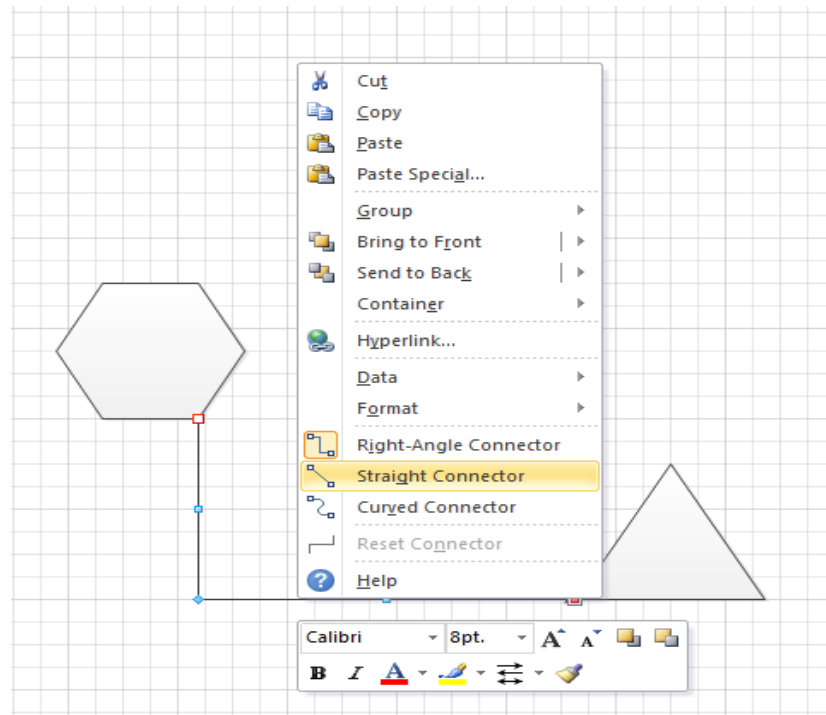 Cut
Copy
Paste
Paste Special...
Group
Bring to Front
Send to Back
Container
Hyperlink...
Data
Format
Right-Angle Connector
Straight Connector
Curved Connector
Reset Connector
Help
Calibri 8pt. A A
B I A